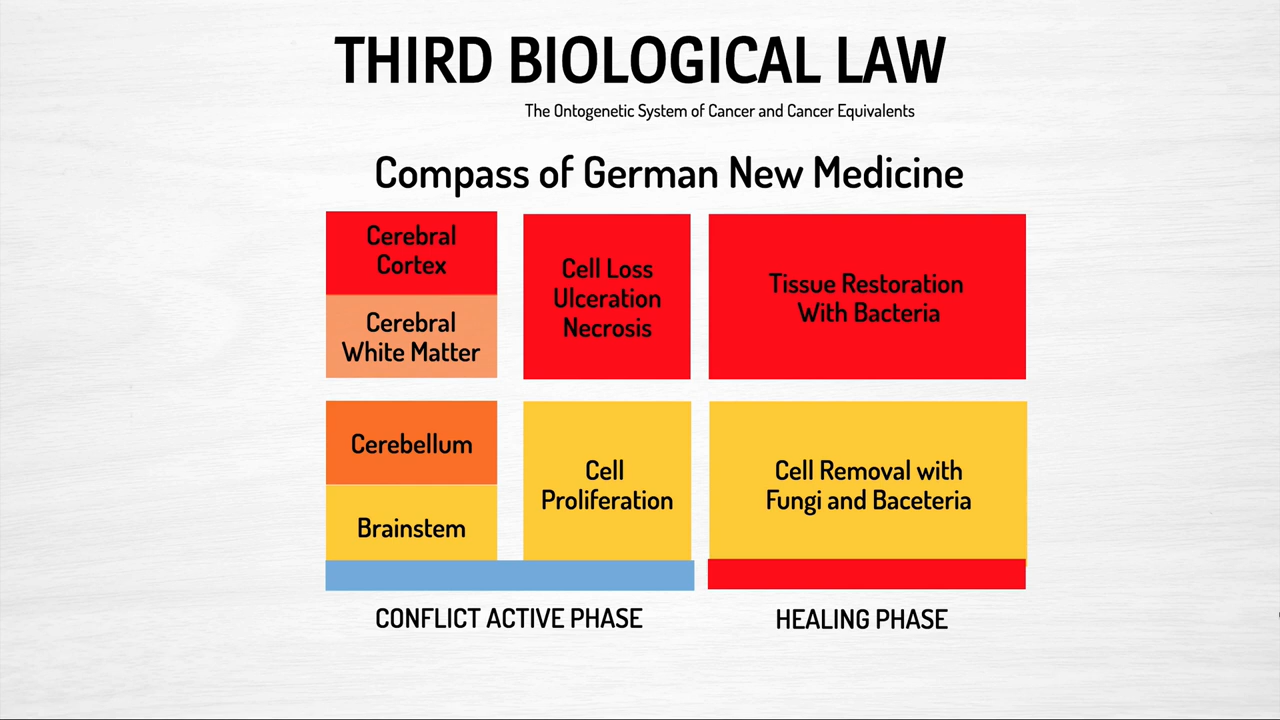 THIRD BIOLOGICAL LAW
The Ontogenetic System of Cancer and Cancer Equivalents
Compass of German New Medicine
Cerebral
Cortex
Cerebral
White Matter
Cell Loss
Ulceration
Necrosis
Tissue Restoration
With Bacteria
Cerebellum
Brainstem
Cell
Proliferation
Cell Removal with
Fungi and Baceteria
CONFLICT ACTIVE PHASE
HEALING PHASE